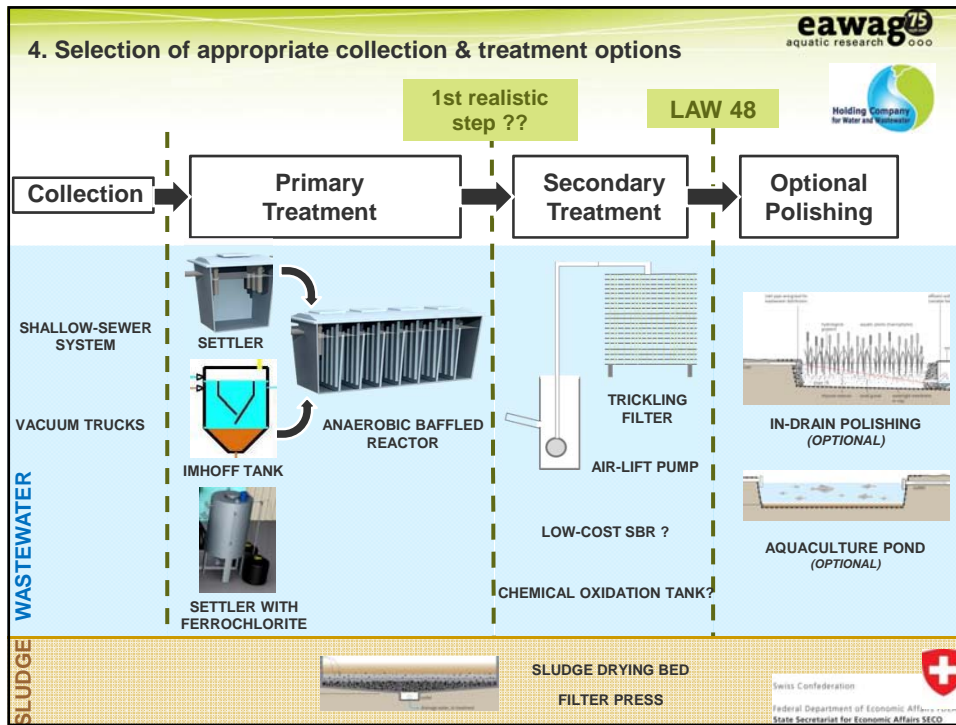 4. Selection of appropriate collection & treatment options
eawag
75
aquatic research ooo
Holding Company
for Water and Wastewater
1st realistic
step ??
LAW 48
Collection
Primary
Treatment
Secondary
Treatment
Optional
Polishing
WASTEWATER
SHALLOW-SEWER
SYSTEM
VACUUM TRUCKS
SETTLER
IMHOFF TANK
SETTLER WITH
FERROCHLORITE
ANAEROBIC BAFFLED
REACTOR
TRICKLING
FILTER
AIR-LIFT PUMP
LOW-COST SBR ?
CHEMICAL OXIDATION TANK?
IN-DRAIN POLISHING
(OPTIONAL)
AQUACULTURE POND
(OPTIONAL)
SLUDGE
SLUDGE DRYING BED
FILTER PRESS
Swiss Confederation
Federal Department of Economic
State Secretariat for Economic Affairs SECO